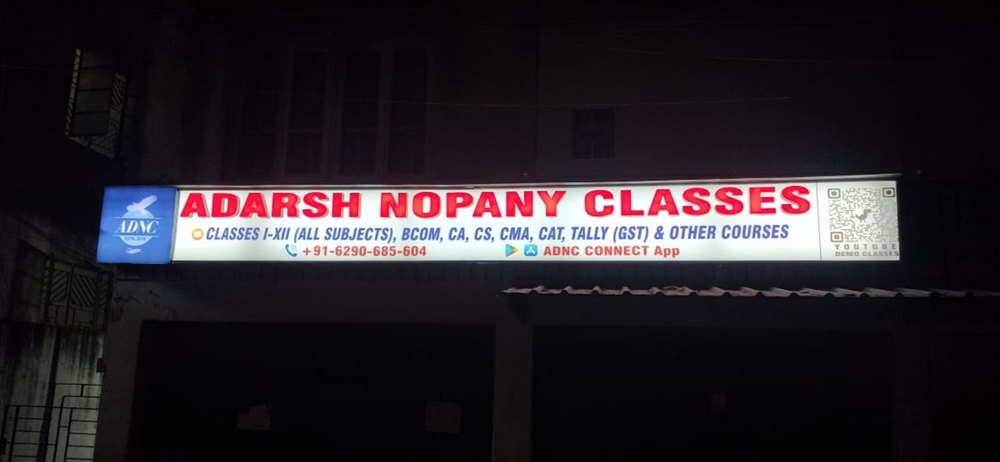 ADNC
ADARSH NOPANY CLASSES
CLASSES I-XII (ALL SUBJECTS), BCOM, CA, CS, CMA, CAT, TALLY (GST) & OTHER COURSES
+91-6290-685-604
ADNC CONNECT App
YOUTUBE
DEMO CLASSES